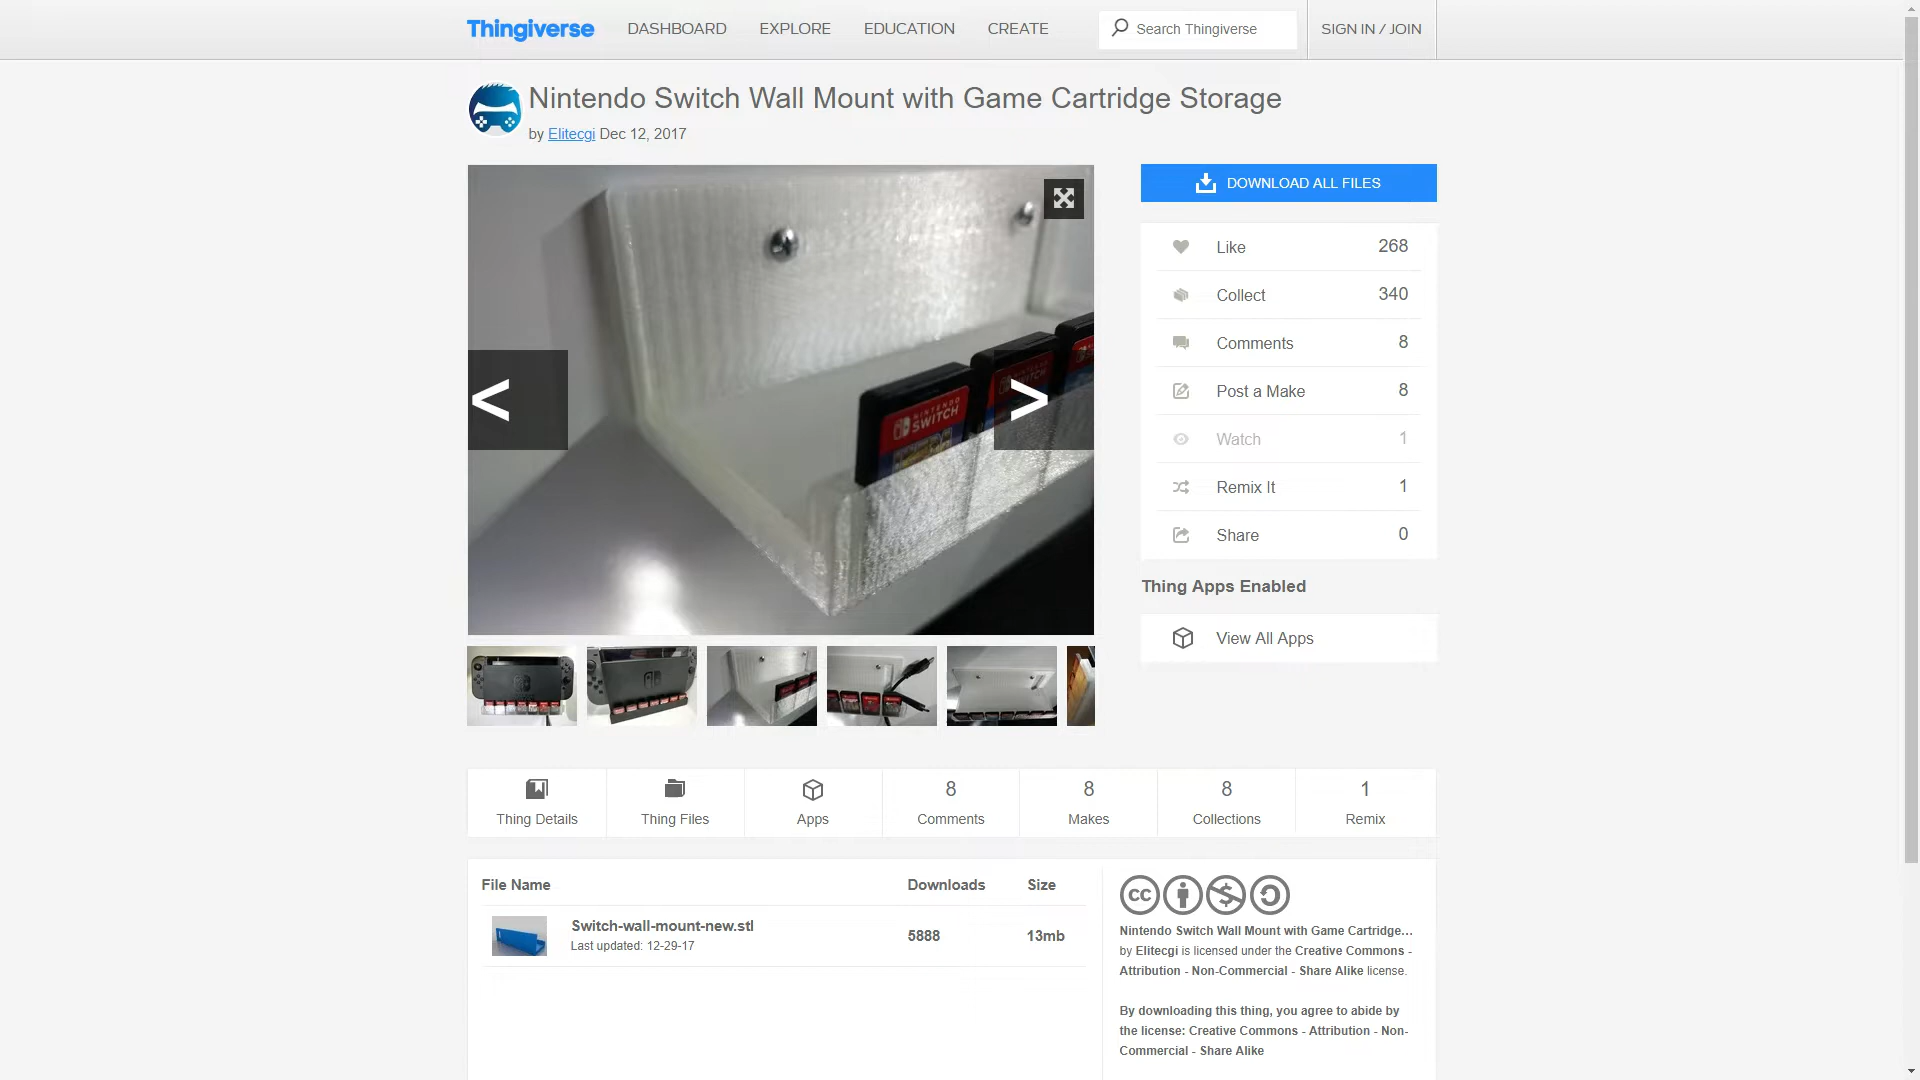 Thingiverse DASHBOARD EXPLORE EDUCATION CREATE Search Thingiverse SIGN IN / JOIN
Nintendo Switch Wall Mount with Game Cartridge Storage
by Elitecgi Dec 12, 2017
DOWNLOAD ALL FILES
NINTENDO
SWITCH
< >
Like 268
Collect 340
Comments 8
Post a Make 8
Watch 1
Remix It 1
Share 0
Thing Apps Enabled
View All Apps
Thing Details
Thing Files
Apps
8
Comments
8
Makes
8
Collections
1
Remix
File Name Downloads Size
Switch-wall-mount-new.stl
Last updated: 12-29-17
5888 13mb
cc
Nintendo Switch Wall Mount with Game Cartridge...
by Elitecgi is licensed under the Creative Commons -
Attribution - Non-Commercial - Share Alike license.
By downloading this thing, you agree to abide by
the license: Creative Commons - Attribution - Non-
Commercial - Share Alike